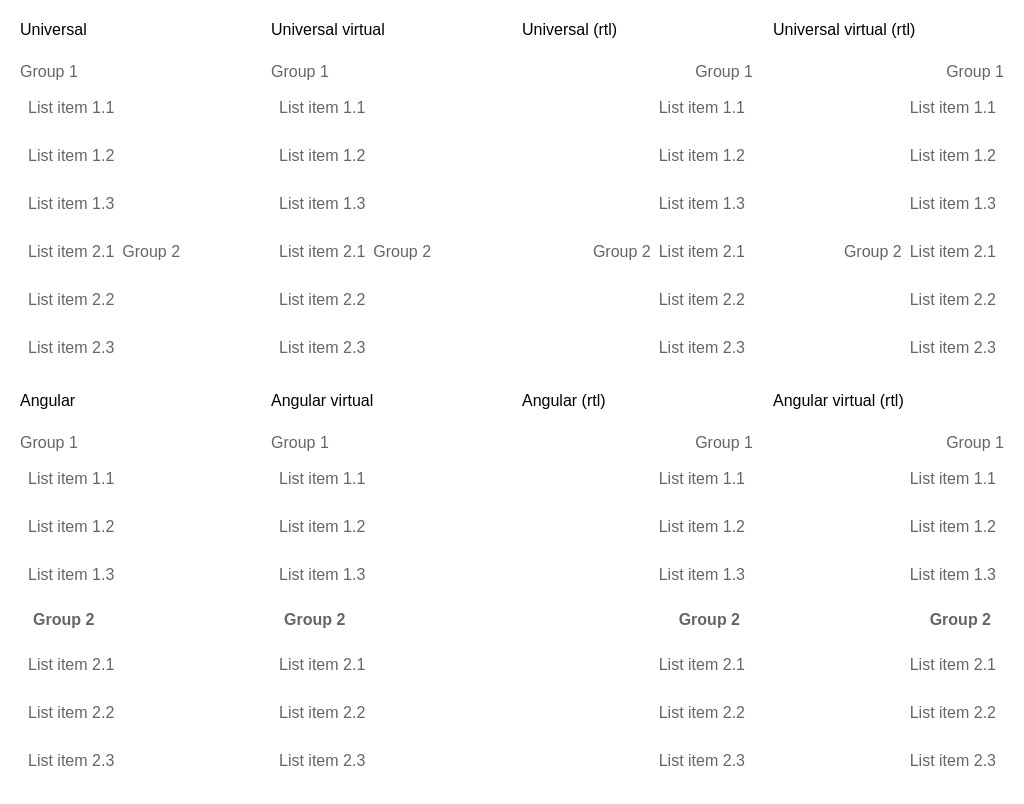 Universal
Group 1
List item 1.1
List item 1.2
List item 1.3
List item 2.1 Group 2
List item 2.2
List item 2.3
Universal virtual
Group 1
List item 1.1
List item 1.2
List item 1.3
List item 2.1 Group 2
List item 2.2
List item 2.3
Universal (rtl)
Group 1
List item 1.1
List item 1.2
List item 1.3
Group 2 List item 2.1
List item 2.2
List item 2.3
Universal virtual (rtl)
Group 1
List item 1.1
List item 1.2
List item 1.3
Group 2 List item 2.1
List item 2.2
List item 2.3
Angular
Group 1
List item 1.1
List item 1.2
List item 1.3
Group 2
List item 2.1
List item 2.2
List item 2.3
Angular virtual
Group 1
List item 1.1
List item 1.2
List item 1.3
Group 2
List item 2.1
List item 2.2
List item 2.3
Angular (rtl)
Group 1
List item 1.1
List item 1.2
List item 1.3
Group 2
List item 2.1
List item 2.2
List item 2.3
Angular virtual (rtl)
Group 1
List item 1.1
List item 1.2
List item 1.3
Group 2
List item 2.1
List item 2.2
List item 2.3